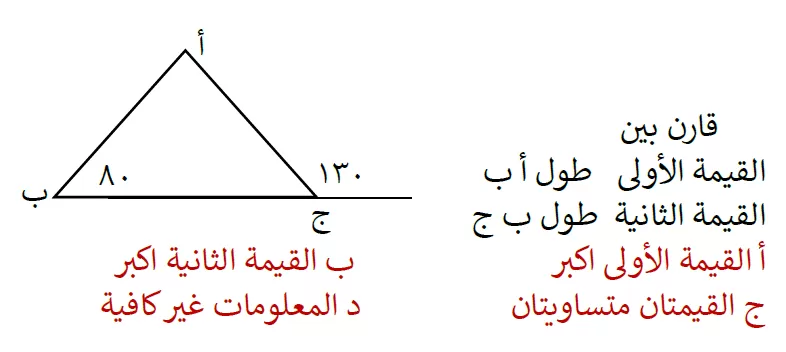 أ
٨٠
١٣٠
ب
ج
قارن بين
القيمة الأولى طول أ ب
القيمة الثانية طول ب ج
أ القيمة الأولى اكبر
ب القيمة الثانية اكبر
ج القيمتان متساويتان
د المعلومات غير كافية